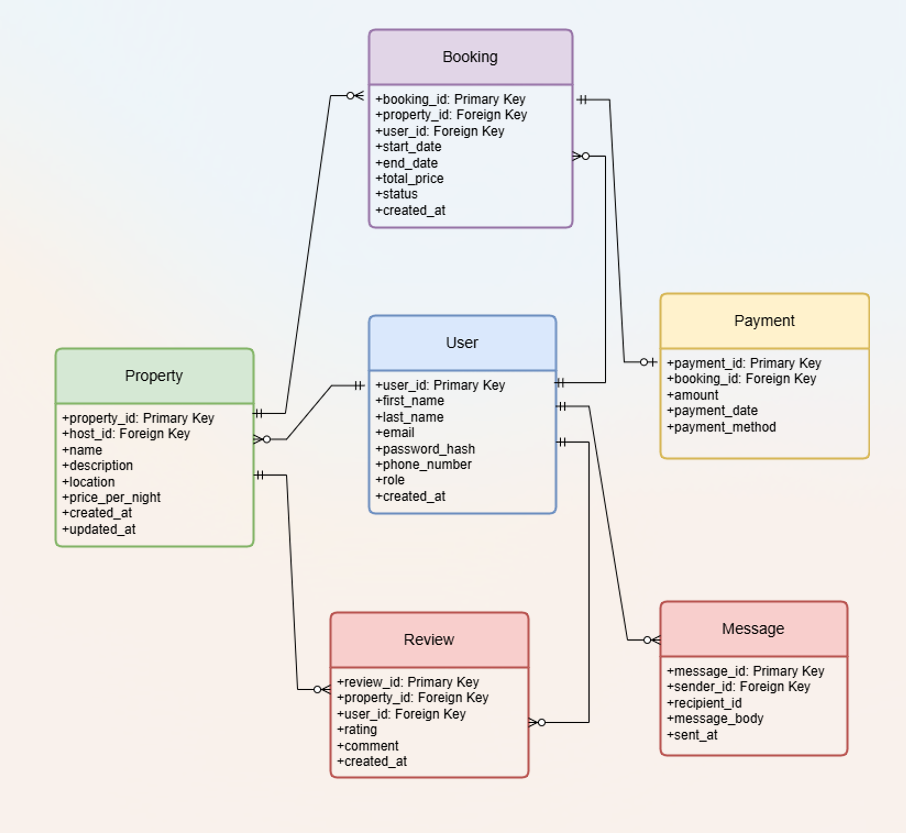 Booking
+booking_id: Primary Key
+property_id: Foreign Key
+user_id: Foreign Key
+start_date
+end_date
+total_price
+status
+created_at
Property
+property_id: Primary Key
+host_id: Foreign Key
+name
+description
+location
+price_per_night
+created_at
+updated_at
User
+user_id: Primary Key
+first_name
+last_name
+email
+password_hash
+phone_number
+role
+created_at
Payment
+payment_id: Primary Key
+booking_id: Foreign Key
+amount
+payment_date
+payment_method
Review
+review_id: Primary Key
+property_id: Foreign Key
+user_id: Foreign Key
+rating
+comment
+created_at
Message
+message_id: Primary Key
+sender_id: Foreign Key
+recipient_id
+message_body
+sent_at